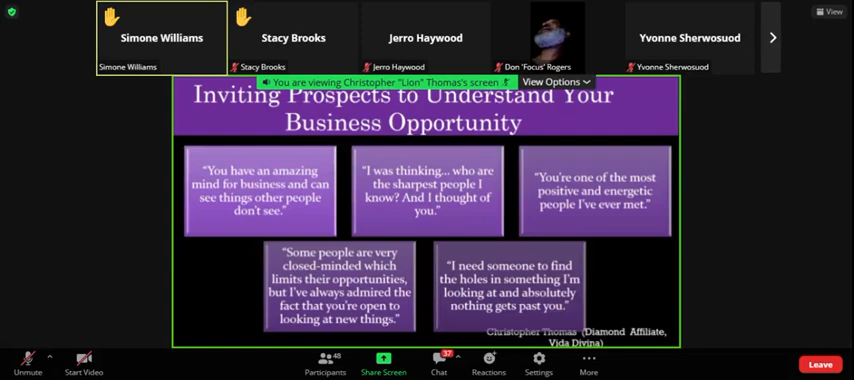 View
Simone Williams
Stacy Brooks
Jerro Haywood
Yvonne Sherwosuod
Simone Williams
Stacy Brooks
Jerro Haywood
Don 'Focus' Rogers
Yvonne Sherwosuod
You are viewing Christopher "Lion" Thomas's screen
View Options
Inviting Prospects to Understand Your
Business Opportunity
“You have an amazing
mind for business and can
see things other people
don’t see.”
“I was thinking... who are
the sharpest people I
know? And I thought of
you.”
“You’re one of the most
positive and energetic
people I’ve ever met.”
“Some people are very
closed-minded which
limits their opportunities,
but I’ve always admired the
fact that you’re open to
looking at new things.”
“I need someone to find
the holes in something I’m
looking at and absolutely
nothing gets past you.”
Christopher Thomas (Diamond Affiliate,
Vida Divina)
Unmute
Start Video
48
Participants
Share Screen
37
Chat
Reactions
Settings
More
Leave